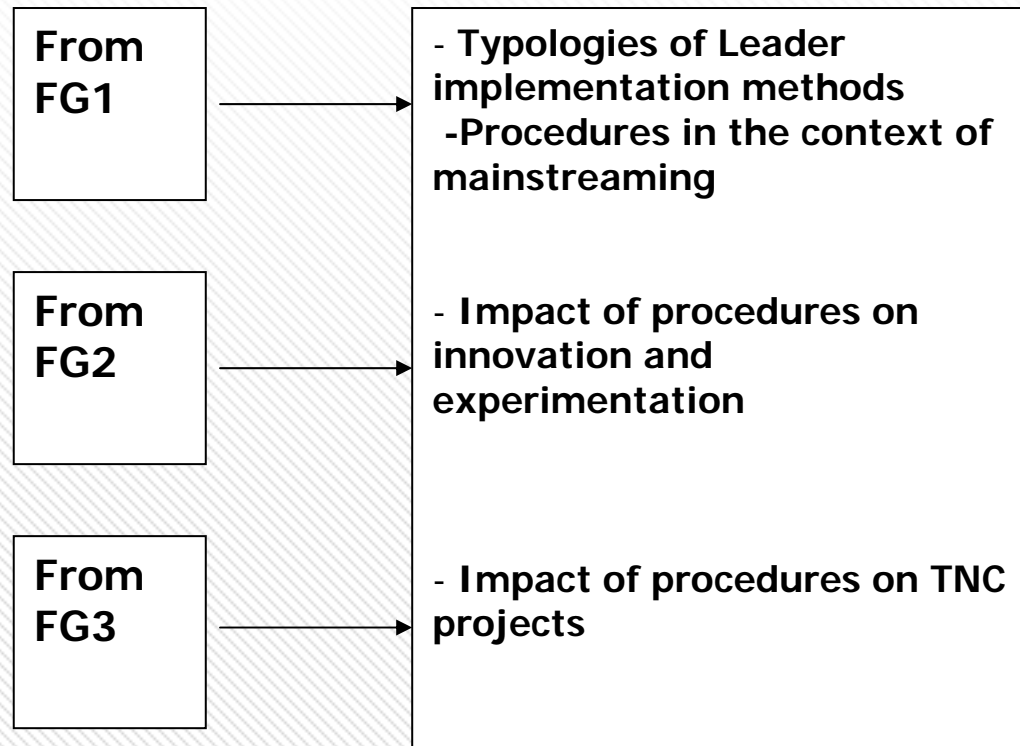 From
FG1
- Typologies of Leader
implementation methods
-Procedures in the context of
mainstreaming
From
FG2
- Impact of procedures on
innovation and
experimentation
From
FG3
- Impact of procedures on TNC
projects